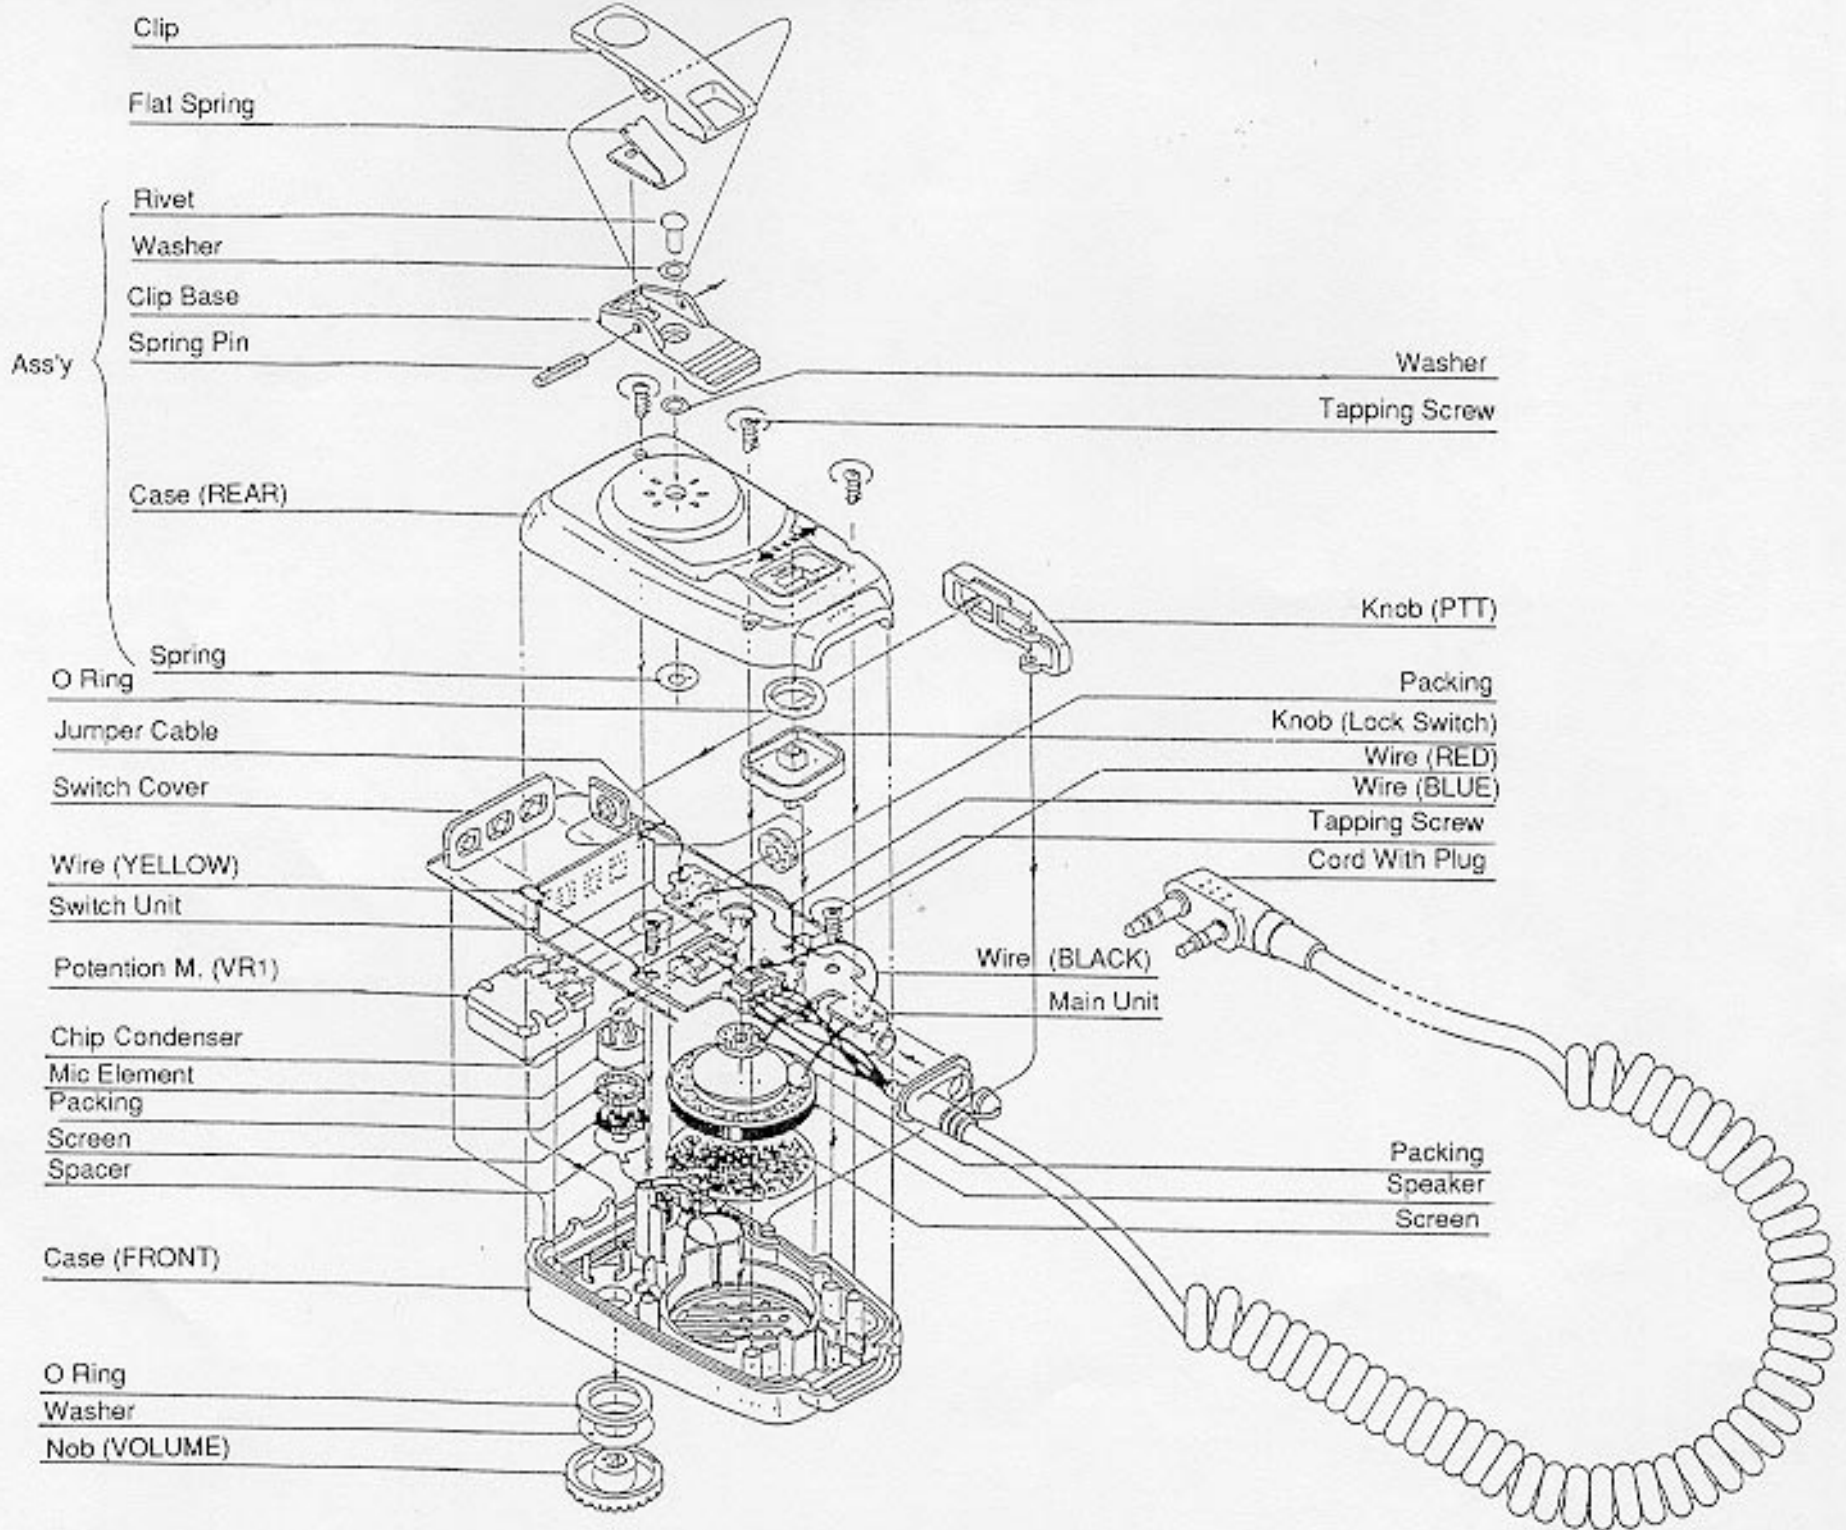 Clip
Flat Spring
Rivet
Washer
Clip Base
Spring Pin
Ass'y
Case (REAR)
Spring
O Ring
Jumper Cable
Switch Cover
Wire (YELLOW)
Switch Unit
Potention M. (VR1)
Chip Condenser
Mic Element
Packing
Screen
Spacer
Case (FRONT)
O Ring
Washer
Nob (VOLUME)
Washer
Tapping Screw
Knob (PTT)
Packing
Knob (Lock Switch)
Wire (RED)
Wire (BLUE)
Tapping Screw
Cord With Plug
Wire (BLACK)
Main Unit
Packing
Speaker
Screen